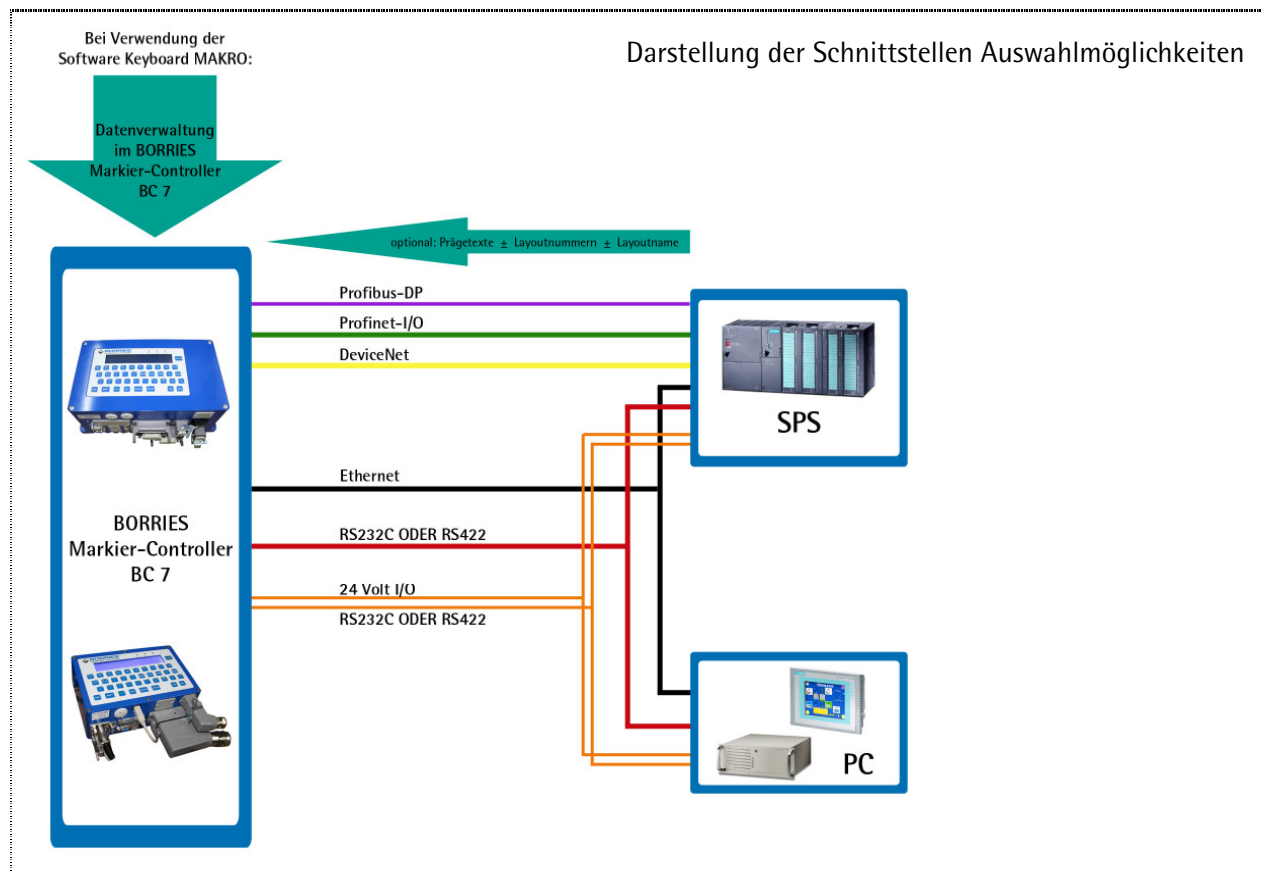 Bei Verwendung der
Software Keyboard MAKRO:
Darstellung der Schnittstellen Auswahlmöglichkeiten
Datenverwaltung
im BORRIES
Markier-Controller
BC 7
optional: Prägetexte ± Layoutnummern ± Layoutname
Profibus-DP
Profinet-I/O
DeviceNet
SPS
Ethernet
BORRIES
Markier-Controller
BC 7
RS232C ODER RS422
24 Volt I/O
RS232C ODER RS422
PC